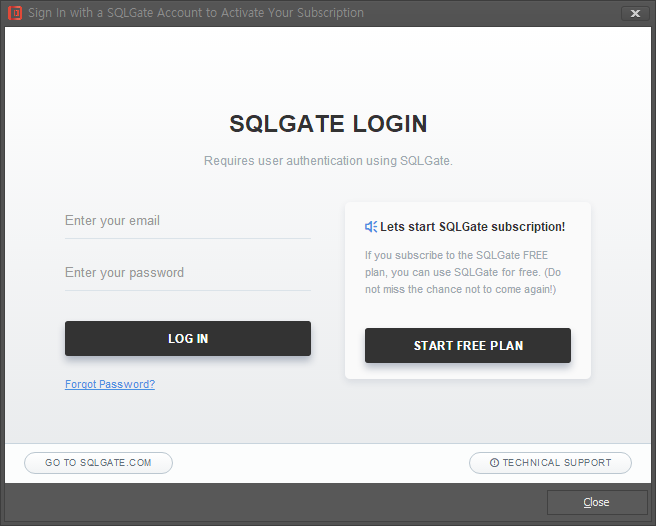 Sign In with a SQLGate Account to Activate Your Subscription
SQLGATE LOGIN
Requires user authentication using SQLGate.
Enter your email
Enter your password
LOG IN
Forgot Password?
Lets start SQLGate subscription!
If you subscribe to the SQLGate FREE
plan, you can use SQLGate for free. (Do
not miss the chance not to come again!)
START FREE PLAN
GO TO SQLGATE.COM
TECHNICAL SUPPORT
Close